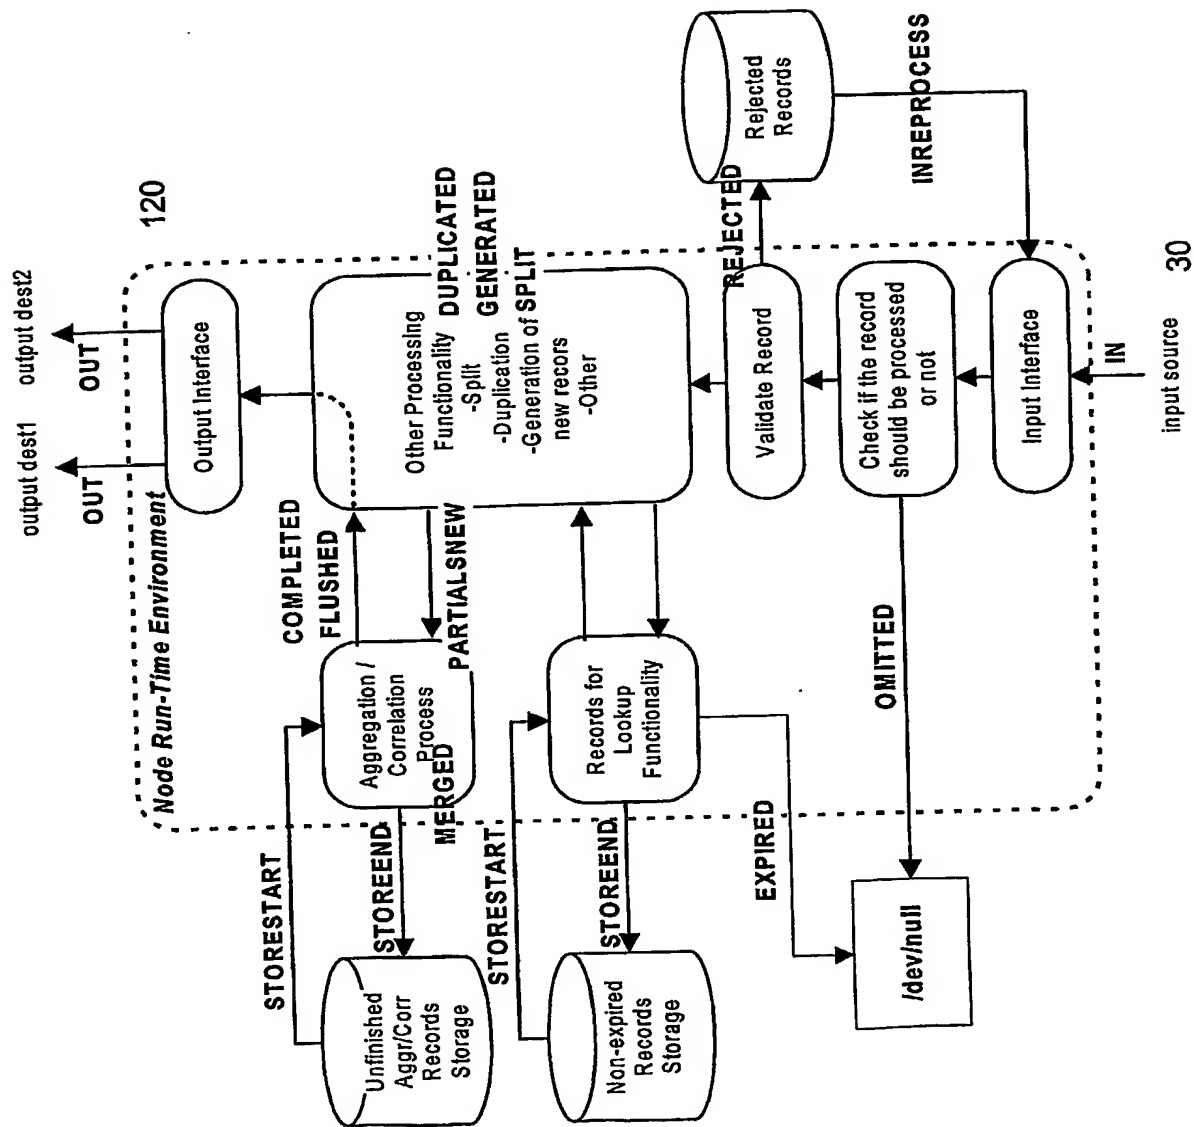 output dest1
output dest2
OUT
OUT
120
Node Run-Time Environment
Output Interface
COMPLETED
FLUSHED
PARTIALSNEW
DUPLICATED
GENERATED
SPLIT
Other Processing
Functionality
-Split
-Duplication
-Generation of
new recors
-Other
STORESTART
Aggregation /
Correlation
Process
MERGED
STOREEND
Unfinished
Aggr/Corr
Records
Storage
STORESTART
Records for
Lookup
Functionality
STOREEND
Non-expired
Records
Storage
EXPIRED
/dev/null
OMITTED
REJECTED
Rejected
Records
INREPROCESS
Validate Record
Check if the record
should be processed
or not
Input Interface
IN
input source
30